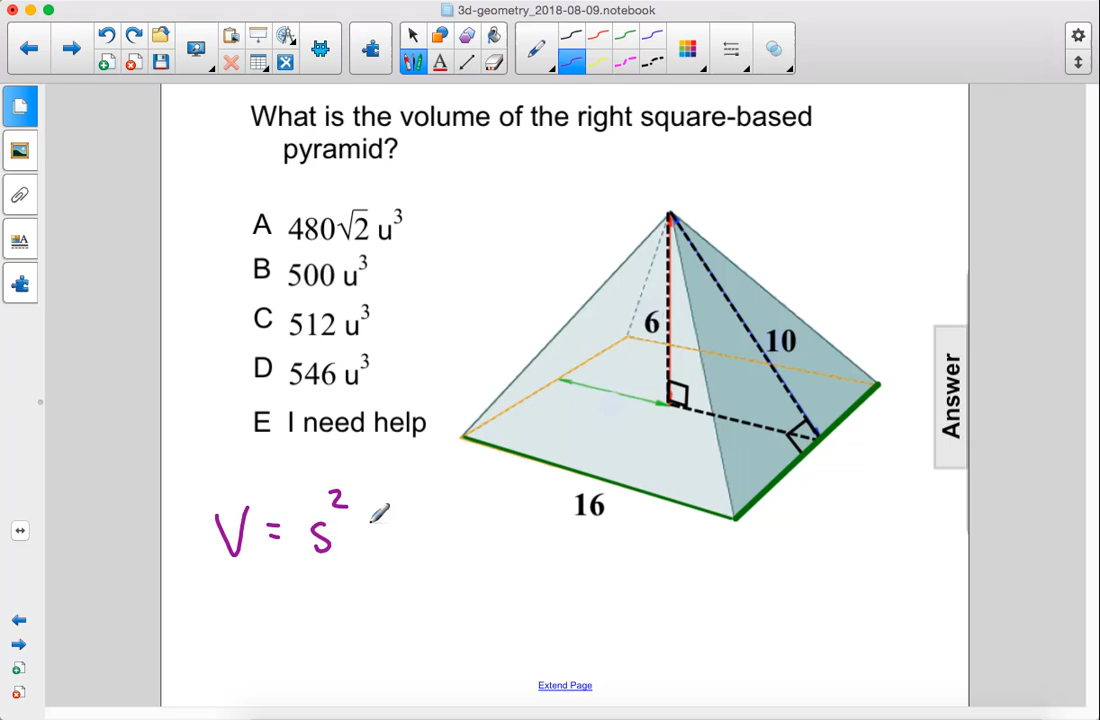 3d-geometry_2018-08-09.notebook
What is the volume of the right square-based
pyramid?
A 480√2 u³
B 500 u³
C 512 u³
D 546 u³
E I need help
6
10
16
Answer
V = s²
Extend Page